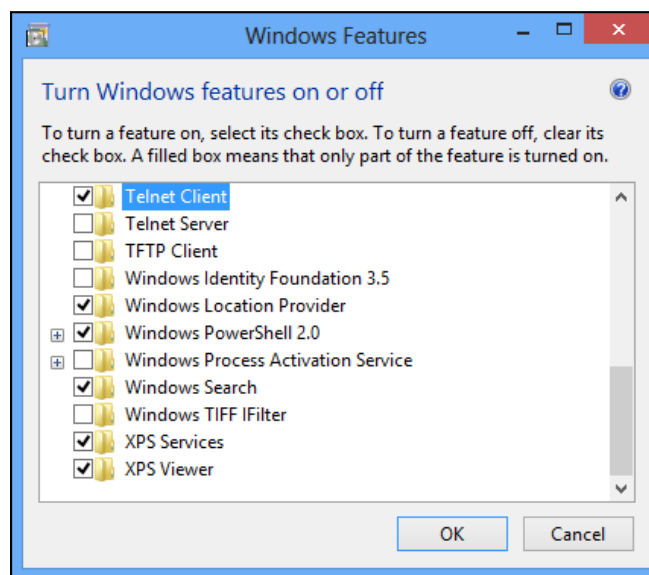 Windows Features
Turn Windows features on or off
To turn a feature on, select its check box. To turn a feature off, clear its
check box. A filled box means that only part of the feature is turned on.
Telnet Client
Telnet Server
TFTP Client
Windows Identity Foundation 3.5
Windows Location Provider
Windows PowerShell 2.0
Windows Process Activation Service
Windows Search
Windows TIFF IFilter
XPS Services
XPS Viewer
OK Cancel